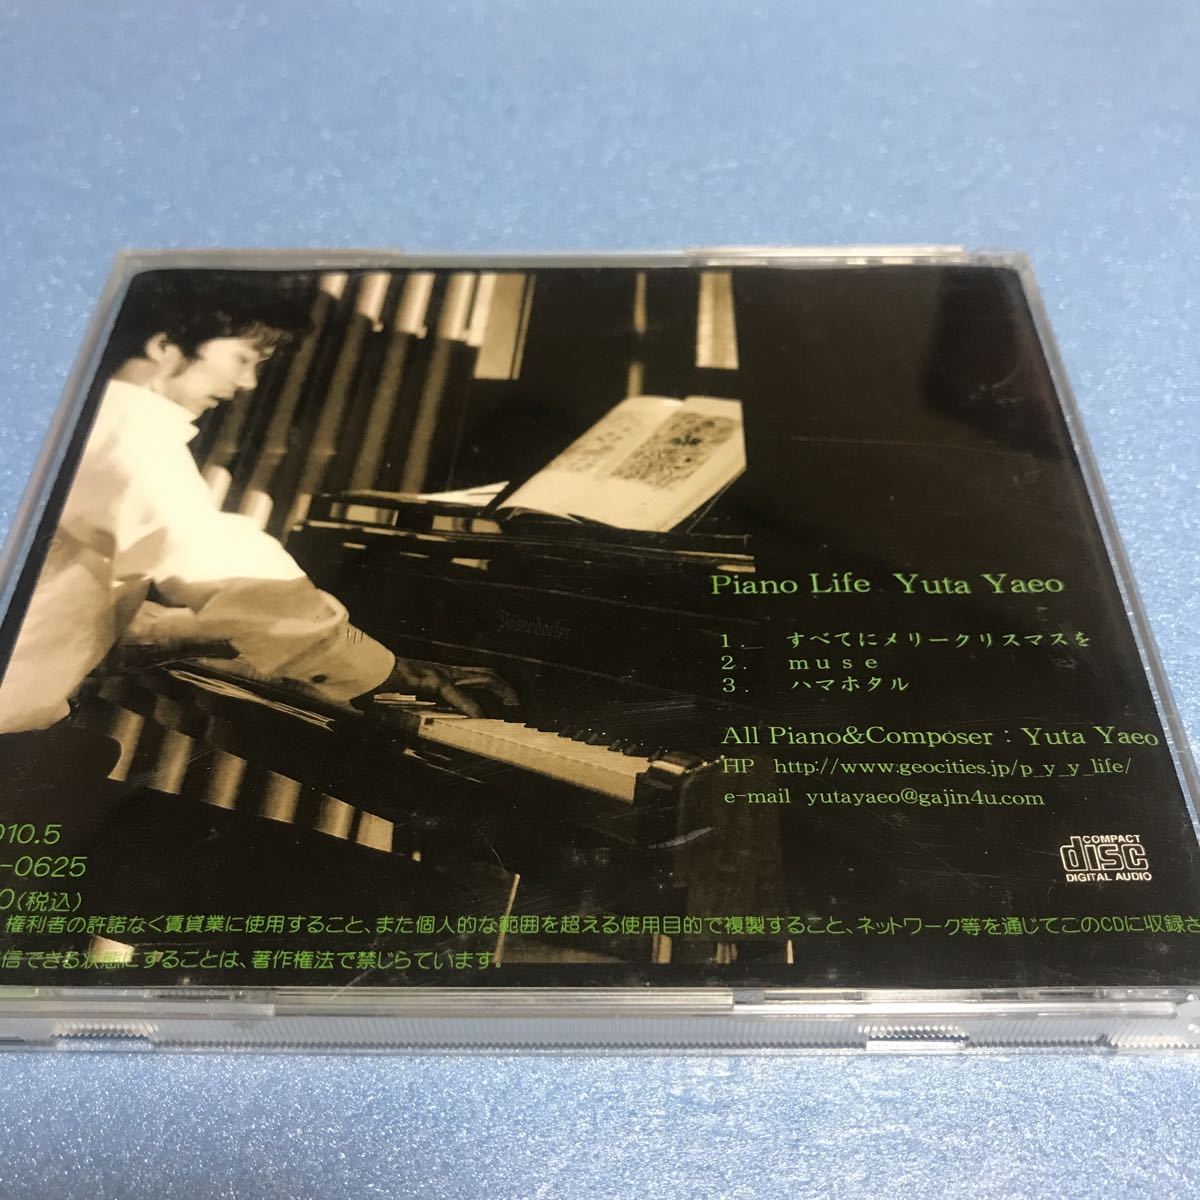 Bösendorfer
Piano Life Yuta Yaeo
1. すべてにメリークリスマスを
2. muse
3. ハマホタル
All Piano&Composer : Yuta Yaeo
HP http://www.geocities.jp/p_y_y_life/
e-mail yutayaeo@gajin4u.com
COMPACT
disc
DIGITAL AUDIO
010.5
-0625
0(税込)
権利者の許諾なく賃貸業に使用すること、また個人的な範囲を超える使用目的で複製すること、ネットワーク等を通じてこのCDに収録さ
信できる状態にすることは、著作権法で禁じられています。